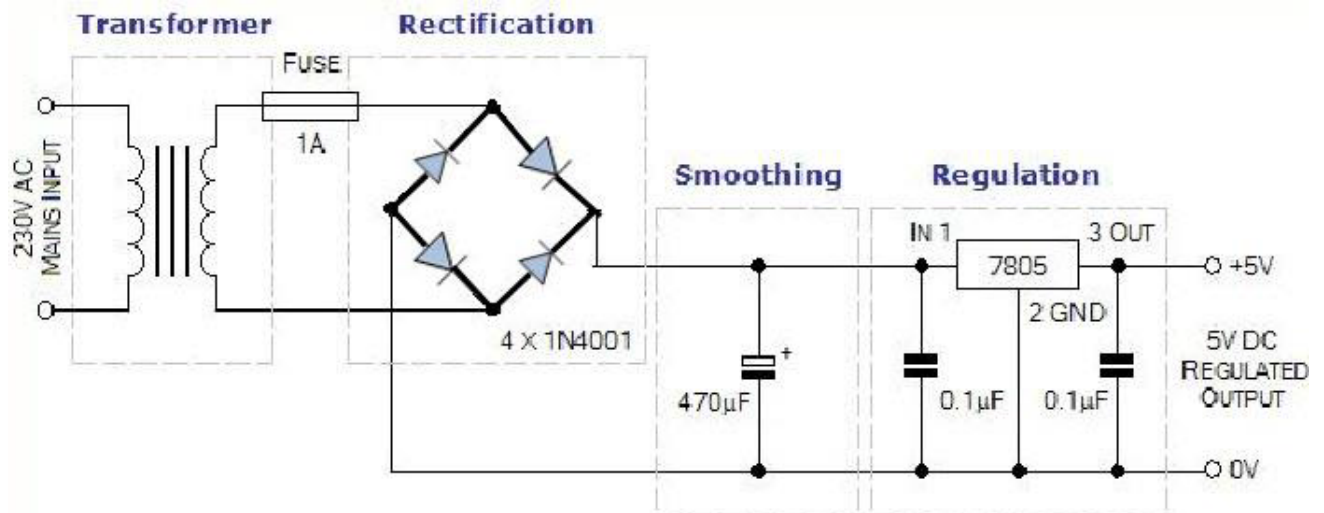 Transformer
Rectification
FUSE
1A
230V AC
MAINS INPUT
4 X 1N4001
Smoothing
Regulation
IN 1
3 OUT
7805
2 GND
+5V
+
470µF
0.1µF
0.1µF
5V DC
REGULATED
OUTPUT
0V